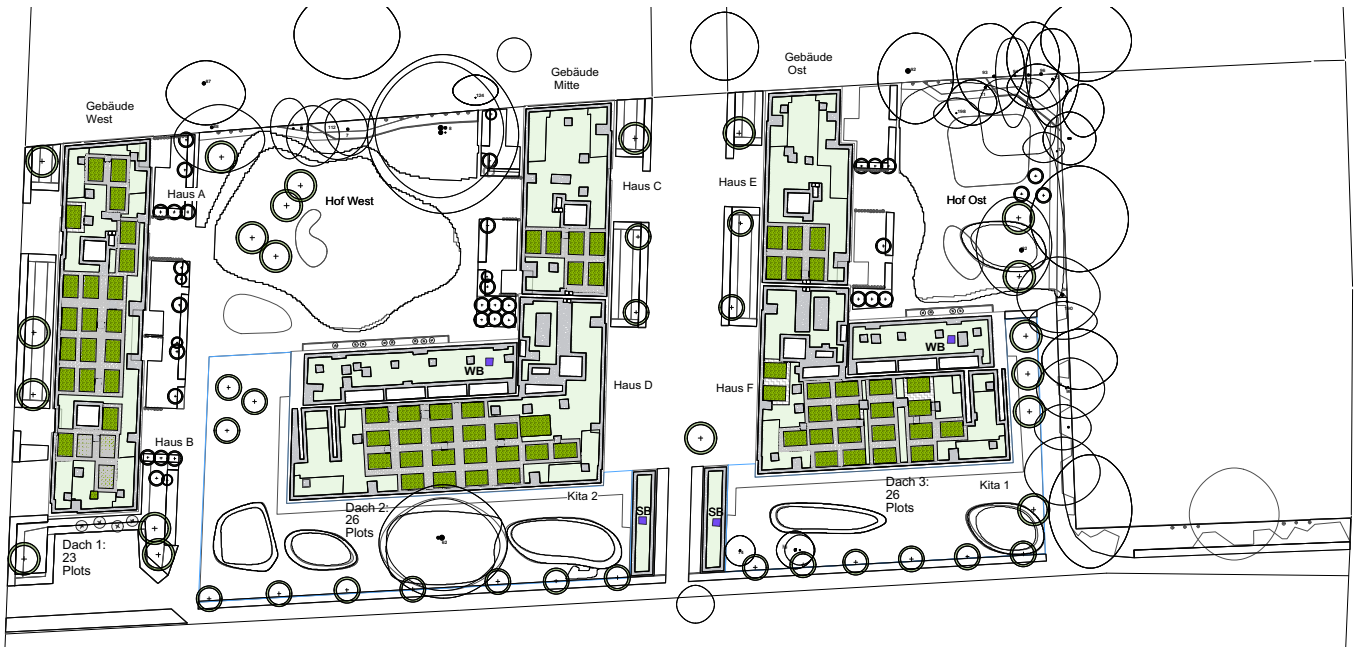 Gebäude
West
Gebäude
Mitte
Gebäude
Ost
Haus A
Hof West
Haus C
Haus E
Hof Ost
WB
WB
Haus D
Haus F
Haus B
Kita 2
Kita 1
SB
SB
Dach 1:
23
Plots
Dach 2:
26
Plots
Dach 3:
26
Plots